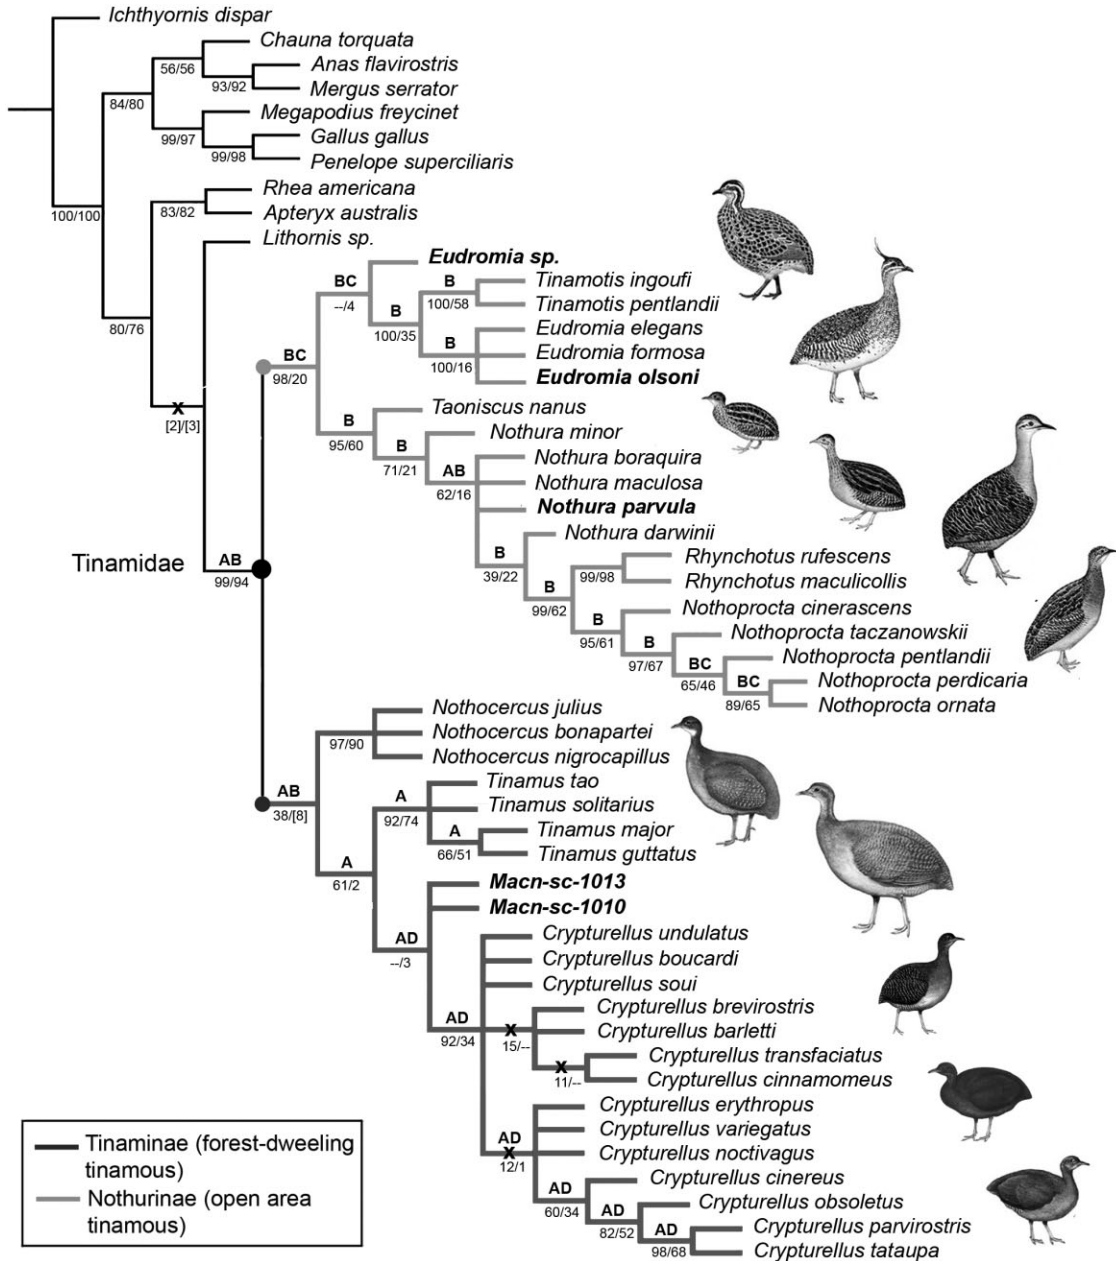 Ichthyornis dispar
Chauna torquata
56/56
Anas flavirostris
93/92
Mergus serrator
84/80
Megapodius freycinet
99/97
Gallus gallus
99/98
Penelope superciliaris
100/100
Rhea americana
83/82
Apteryx australis
Lithornis sp.
80/76
X
[2]/[3]
Eudromia sp.
BC
--/4
B
Tinamotis ingoufi
100/58
Tinamotis pentlandii
B
100/35
Eudromia elegans
B
Eudromia formosa
100/16
Eudromia olsoni
BC
98/20
Taoniscus nanus
B
95/60
Nothura minor
B
71/21
Nothura boraquira
AB
62/16
Nothura maculosa
Nothura parvula
Nothura darwinii
B
39/22
Rhynchotus rufescens
99/98
Rhynchotus maculicollis
B
99/62
Nothoprocta cinerascens
B
95/61
Nothoprocta taczanowskii
B
97/67
Nothoprocta pentlandii
BC
65/46
Nothoprocta perdicaria
BC
89/65
Nothoprocta ornata
Tinamidae
AB
99/94
Nothocercus julius
Nothocercus bonapartei
97/90
Nothocercus nigrocapillus
AB
38/[8]
Tinamus tao
A
92/74
Tinamus solitarius
Tinamus major
A
66/51
Tinamus guttatus
A
61/2
Macn-sc-1013
Macn-sc-1010
AD
--/3
Crypturellus undulatus
Crypturellus boucardi
Crypturellus soui
AD
92/34
Crypturellus brevirostris
X
15/--
Crypturellus barletti
Crypturellus transfaciatus
X
11/--
Crypturellus cinnamomeus
Crypturellus erythropus
Crypturellus variegatus
AD
X
12/1
Crypturellus noctivagus
Crypturellus cinereus
AD
60/34
Crypturellus obsoletus
AD
82/52
Crypturellus parvirostris
AD
98/68
Crypturellus tataupa
Tinaminae (forest-dweeling
tinamous)
Nothurinae (open area
tinamous)